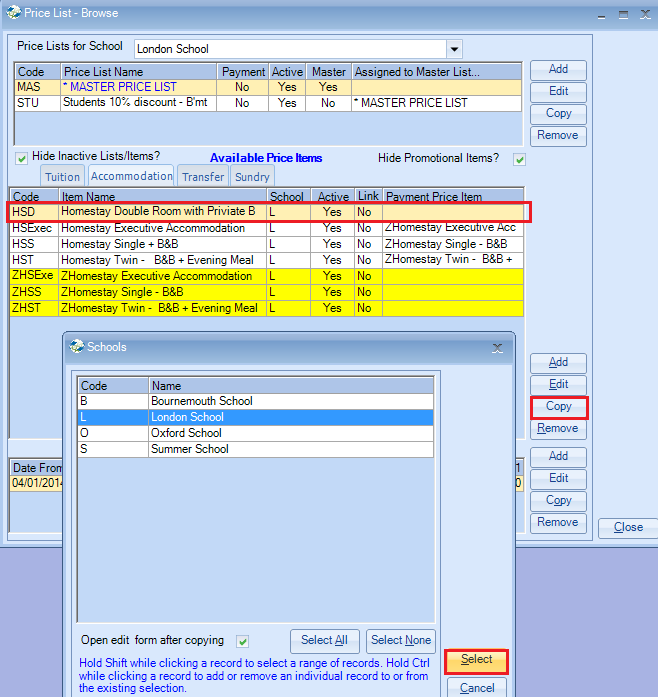 Price List - Browse
Price Lists for School London School
Code Price List Name Payment Active Master Assigned to Master List...
MAS * MASTER PRICE LIST No Yes Yes
STU Students 10% discount - B'mt No Yes No * MASTER PRICE LIST
Add
Edit
Copy
Remove
Hide Inactive Lists/Items? Available Price Items Hide Promotional Items?
Tuition Accommodation Transfer Sundry
Code Item Name School Active Link Payment Price Item
HSD Homestay Double Room with Priviate B L Yes No
HSExec Homestay Executive Accommodation L Yes No ZHomestay Executive Acc
HSS Homestay Single + B&B L Yes No ZHomestay Single - B&B
HST Homestay Twin - B&B + Evening Meal L Yes No ZHomestay Twin - B&B +
ZHSExe ZHomestay Executive Accommodation L Yes No
ZHSS ZHomestay Single - B&B L Yes No
ZHST ZHomestay Twin - B&B + Evening Meal L Yes No
Add
Edit
Copy
Remove
Date From 1
04/01/2014 0
Add
Edit
Copy
Remove
Close
Schools
Code Name
B Bournemouth School
L London School
O Oxford School
S Summer School
Open edit form after copying Select All Select None
Hold Shift while clicking a record to select a range of records. Hold Ctrl
while clicking a record to add or remove an individual record to or from
the existing selection.
Select
Cancel